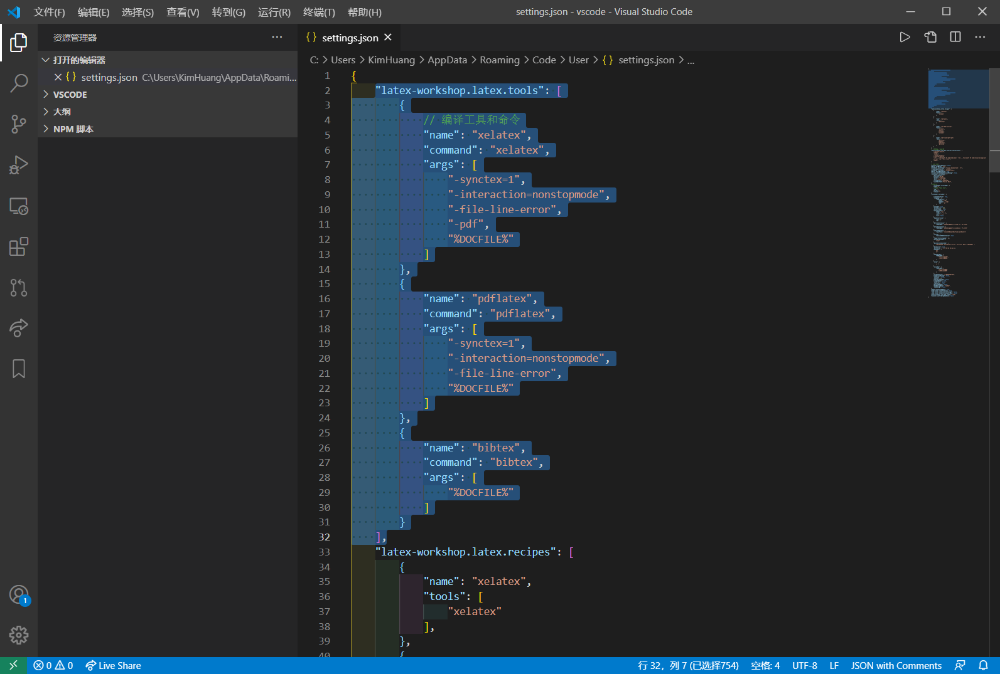 文件(F) 编辑(E) 选择(S) 查看(V) 转到(G) 运行(R) 终端(T) 帮助(H) settings.json - vscode - Visual Studio Code
资源管理器 ···
打开的编辑器
settings.json C:\Users\KimHuang\AppData\Roami...
VSCODE
大纲
NPM 脚本
1
settings.json
C: > Users > KimHuang > AppData > Roaming > Code > User > {} settings.json > ...
1 {
2 "latex-workshop.latex.tools": [
3 {
4 // 编译工具和命令
5 "name": "xelatex",
6 "command": "xelatex",
7 "args": [
8 "-synctex=1",
9 "-interaction=nonstopmode",
10 "-file-line-error",
11 "-pdf",
12 "%DOCFILE%"
13 ]
14 },
15 {
16 "name": "pdflatex",
17 "command": "pdflatex",
18 "args": [
19 "-synctex=1",
20 "-interaction=nonstopmode",
21 "-file-line-error",
22 "%DOCFILE%"
23 ]
24 },
25 {
26 "name": "bibtex",
27 "command": "bibtex",
28 "args": [
29 "%DOCFILE%"
30 ]
31 }
32 ],
33 "latex-workshop.latex.recipes": [
34 {
35 "name": "xelatex",
36 "tools": [
37 "xelatex"
38 ],
39 },
40 {
0 0 Live Share 行 32，列 7 (已选择754) 空格: 4 UTF-8 LF JSON with Comments